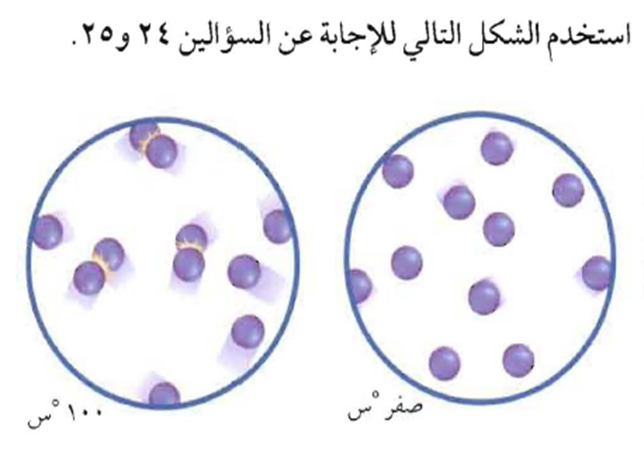 استخدم الشكل التالي للإجابة عن السؤالين ٢٤ و٢٥.
صفر °س
١٠٠ °س